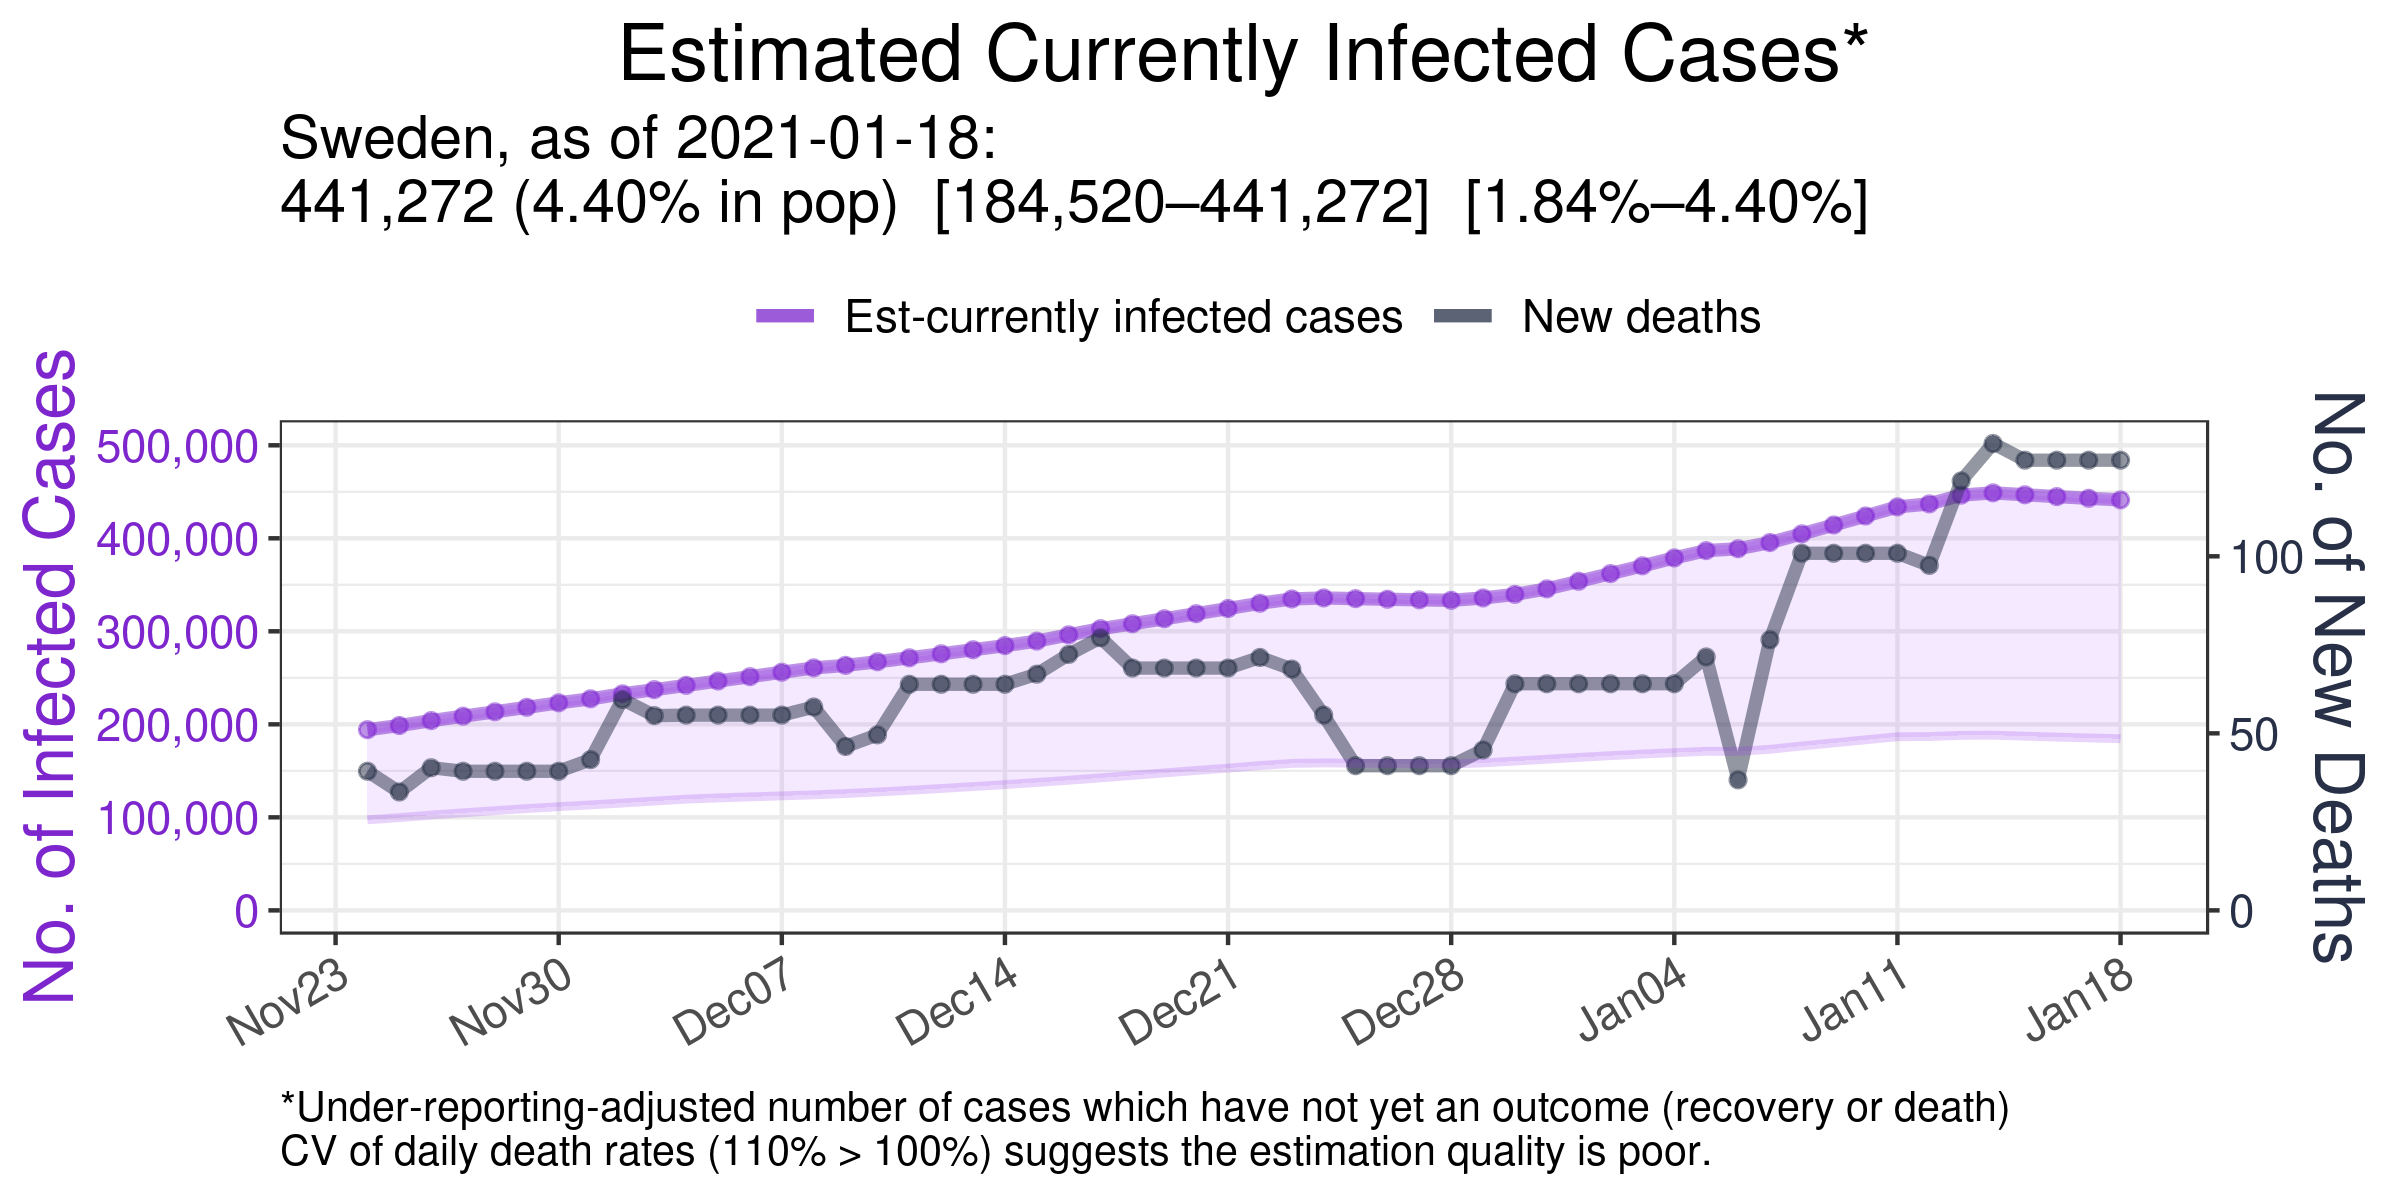 Estimated Currently Infected Cases*
Sweden, as of 2021-01-18:
441,272 (4.40% in pop)  [184,520–441,272]  [1.84%–4.40%]
Est-currently infected cases
New deaths
No. of Infected Cases
500,000
400,000
300,000
200,000
100,000
0
No. of New Deaths
100
50
0
Nov23
Nov30
Dec07
Dec14
Dec21
Dec28
Jan04
Jan11
Jan18
*Under-reporting-adjusted number of cases which have not yet an outcome (recovery or death)
CV of daily death rates (110% > 100%) suggests the estimation quality is poor.